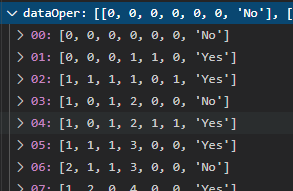 dataOper: [[0, 0, 0, 0, 0, 0, 'No'], [
00: [0, 0, 0, 0, 0, 0, 'No']
01: [0, 0, 0, 1, 1, 0, 'Yes']
02: [1, 1, 1, 1, 0, 1, 'Yes']
03: [1, 0, 1, 2, 0, 0, 'No']
04: [1, 0, 1, 2, 1, 1, 'Yes']
05: [1, 1, 1, 3, 0, 0, 'Yes']
06: [2, 1, 1, 3, 0, 0, 'No']
07: [1, 2, 0, 4, 0, 0, 'Yes']